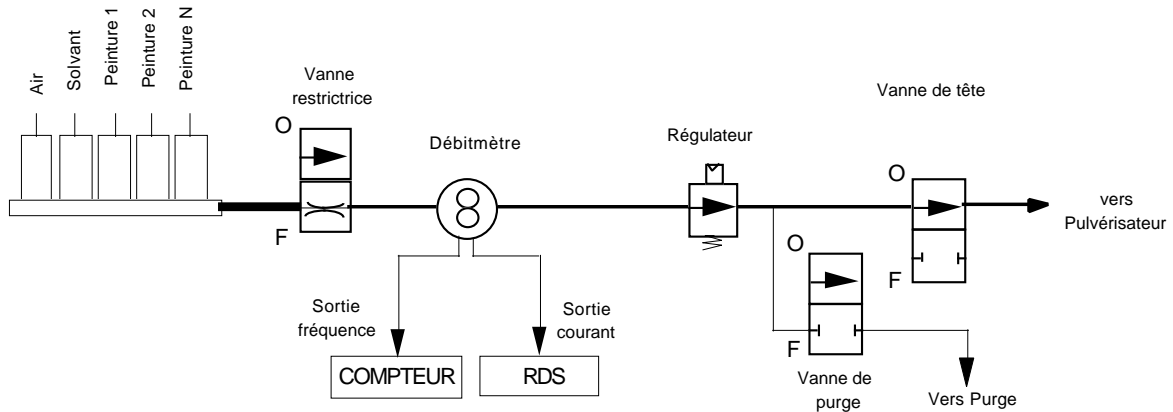 Air
Solvant
Peinture 1
Peinture 2
Peinture N
Vanne
restrictrice
O
F
Débitmètre
Régulateur
Vanne de tête
O
F
vers
Pulvérisateur
O
F
Sortie
fréquence
Sortie
courant
COMPTEUR
RDS
Vanne de
purge
Vers Purge